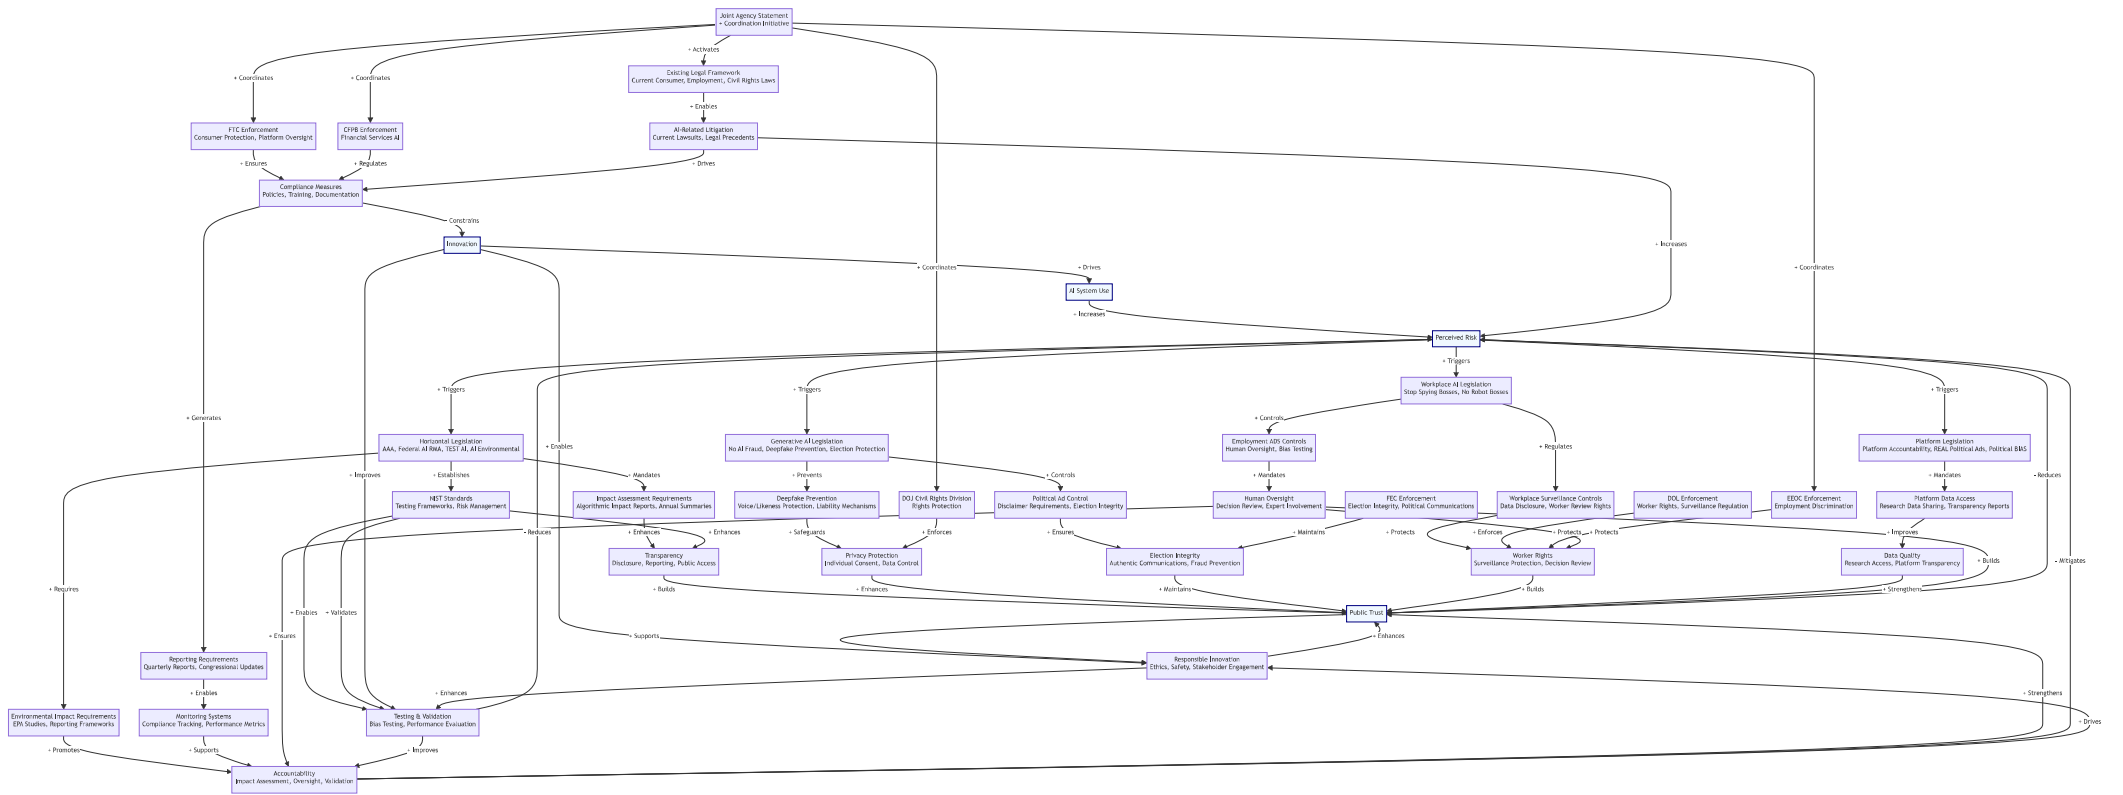 Joint Agency Statement
+ Coordination Initiative
+ Activates
+ Coordinates
+ Coordinates
Existing Legal Framework
Current Consumer, Employment, Civil Rights Laws
+ Enables
FTC Enforcement
Consumer Protection, Platform Oversight
CFPB Enforcement
Financial Services AI
AI-Related Litigation
Current Lawsuits, Legal Precedents
+ Ensures
+ Regulates
+ Drives
Compliance Measures
Policies, Training, Documentation
- Constrains
Innovation
+ Increases
+ Coordinates
+ Drives
+ Coordinates
AI System Use
+ Increases
Perceived Risk
+ Triggers
+ Triggers
+ Triggers
+ Triggers
Workplace AI Legislation
Stop Spying Bosses, No Robot Bosses
+ Generates
+ Controls
Horizontal Legislation
AAA, Federal AI RMA, TEST AI, AI Environmental
+ Enables
Generative AI Legislation
No AI Fraud, Deepfake Prevention, Election Protection
Employment ADS Controls
Human Oversight, Bias Testing
+ Regulates
Platform Legislation
Platform Accountability, REAL Political Ads, Political BIAS
+ Improves
+ Establishes
+ Mandates
+ Prevents
+ Controls
+ Mandates
+ Mandates
- Reduces
NIST Standards
Testing Frameworks, Risk Management
Impact Assessment Requirements
Algorithmic Impact Reports, Annual Summaries
Deepfake Prevention
Voice/Likeness Protection, Liability Mechanisms
DOJ Civil Rights Division
Rights Protection
Political Ad Control
Disclaimer Requirements, Election Integrity
Human Oversight
Decision Review, Expert Involvement
FEC Enforcement
Election Integrity, Political Communications
Workplace Surveillance Controls
Data Disclosure, Worker Review Rights
DOL Enforcement
Worker Rights, Surveillance Regulation
EEOC Enforcement
Employment Discrimination
Platform Data Access
Research Data Sharing, Transparency Reports
- Reduces
+ Enhances
+ Enhances
+ Safeguards
+ Enforces
+ Ensures
+ Maintains
+ Protects
+ Enforces
+ Protects
+ Protects
+ Improves
Transparency
Disclosure, Reporting, Public Access
Privacy Protection
Individual Consent, Data Control
Election Integrity
Authentic Communications, Fraud Prevention
Worker Rights
Surveillance Protection, Decision Review
Data Quality
Research Access, Platform Transparency
+ Builds
- Mitigates
+ Requires
+ Builds
+ Enhances
+ Maintains
+ Builds
+ Strengthens
+ Enables
+ Validates
Public Trust
+ Ensures
+ Supports
+ Enhances
Reporting Requirements
Quarterly Reports, Congressional Updates
Responsible Innovation
Ethics, Safety, Stakeholder Engagement
+ Enables
+ Enhances
+ Strengthens
Environmental Impact Requirements
EPA Studies, Reporting Frameworks
Monitoring Systems
Compliance Tracking, Performance Metrics
Testing & Validation
Bias Testing, Performance Evaluation
+ Drives
+ Promotes
+ Supports
+ Improves
Accountability
Impact Assessment, Oversight, Validation